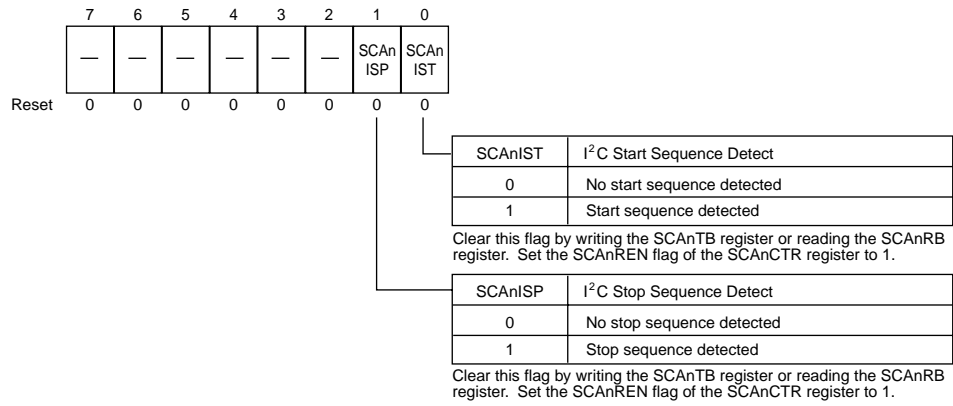 7 6 5 4 3 2 1 0
— — — — — — SCAn ISP SCAn IST
Reset 0 0 0 0 0 0 0 0
SCAnIST I²C Start Sequence Detect
0 No start sequence detected
1 Start sequence detected
Clear this flag by writing the SCAnTB register or reading the SCAnRB
register. Set the SCAnREN flag of the SCAnCTR register to 1.
SCAnISP I²C Stop Sequence Detect
0 No stop sequence detected
1 Stop sequence detected
Clear this flag by writing the SCAnTB register or reading the SCAnRB
register. Set the SCAnREN flag of the SCAnCTR register to 1.